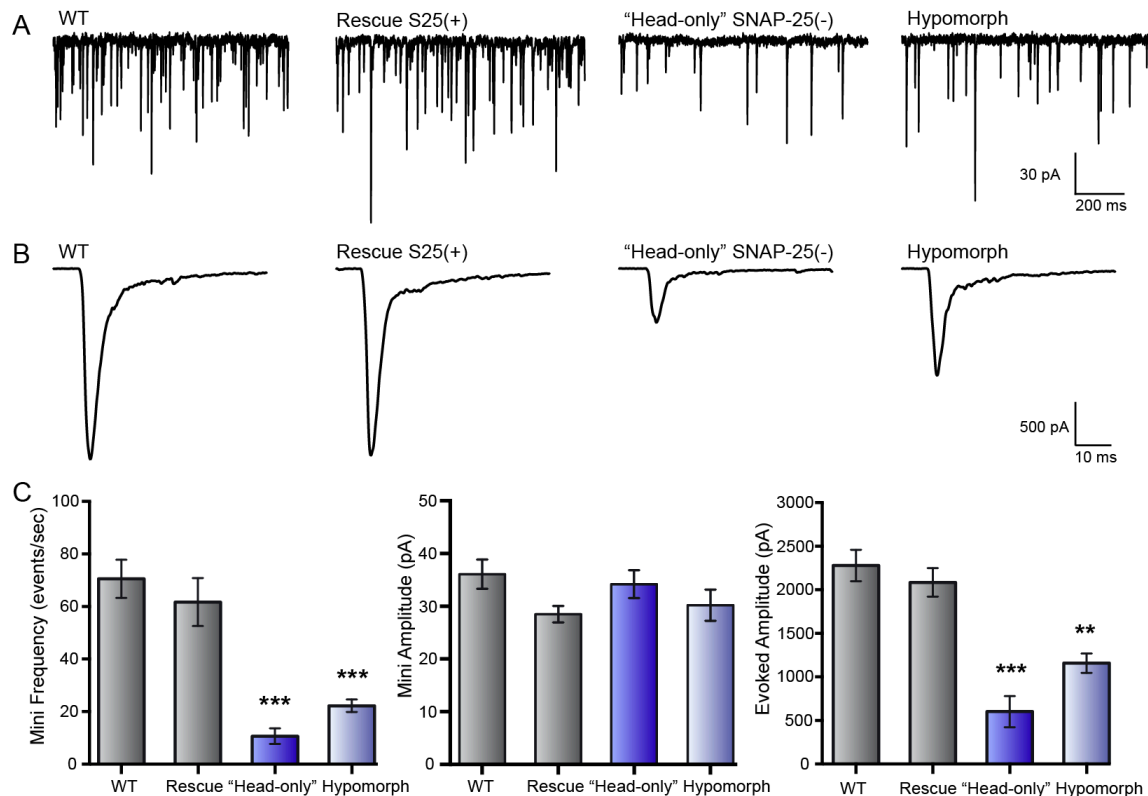 A
WT
Rescue S25(+)
“Head-only” SNAP-25(-)
Hypomorph
30 pA
200 ms
B
WT
Rescue S25(+)
“Head-only” SNAP-25(-)
Hypomorph
500 pA
10 ms
C
Mini Frequency (events/sec)
100
80
60
40
20
0
***
***
WT
Rescue
“Head-only”
Hypomorph
Mini Amplitude (pA)
50
40
30
20
10
0
WT
Rescue
“Head-only”
Hypomorph
Evoked Amplitude (pA)
3000
2500
2000
1500
1000
500
0
***
**
WT
Rescue
“Head-only”
Hypomorph